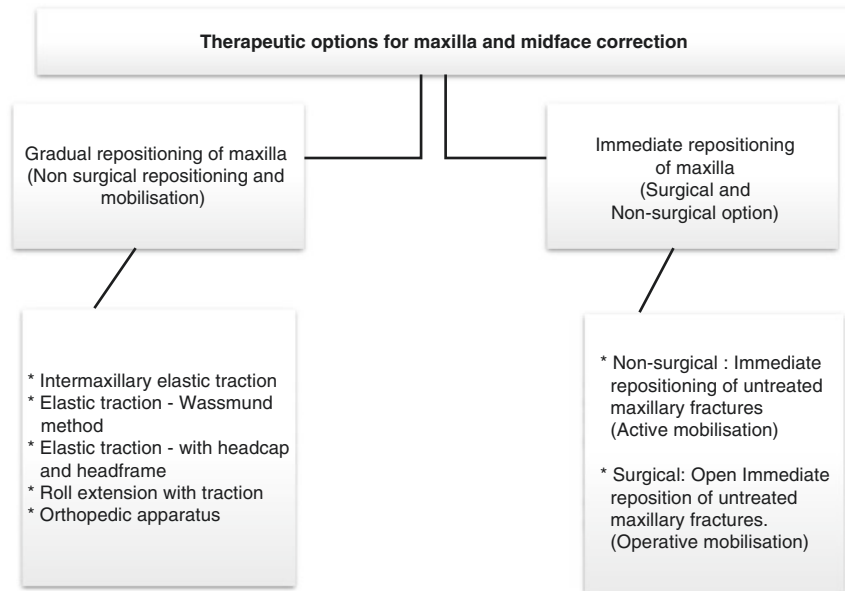 Therapeutic options for maxilla and midface correction
Gradual repositioning of maxilla
(Non surgical repositioning and
mobilisation)
Immediate repositioning
of maxilla
(Surgical and
Non-surgical option)
* Intermaxillary elastic traction
* Elastic traction - Wassmund
method
* Elastic traction - with headcap
and headframe
* Roll extension with traction
* Orthopedic apparatus
* Non-surgical : Immediate
repositioning of untreated
maxillary fractures
(Active mobilisation)
* Surgical: Open Immediate
reposition of untreated
maxillary fractures.
(Operative mobilisation)